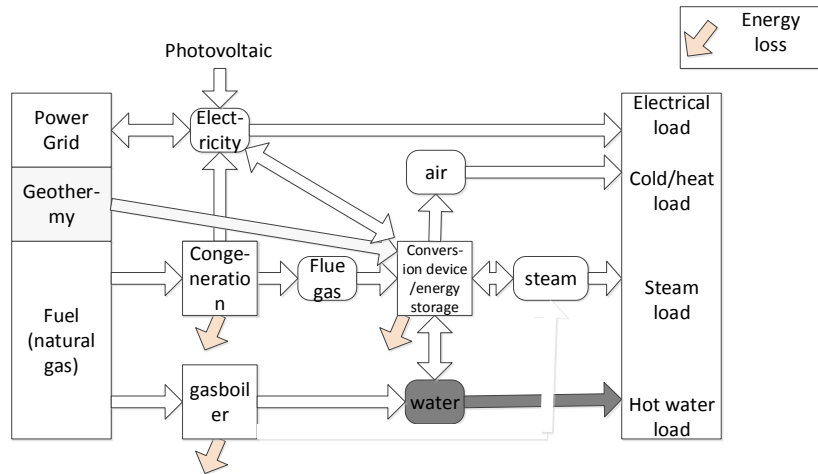 Energy
loss
Photovoltaic
Power
Grid
Elect-
ricity
Electrical
load
Geother-
my
air
Cold/heat
load
Fuel
(natural
gas)
Conge-
neratio
n
Flue
gas
Convers-
ion device
/energy
storage
steam
Steam
load
gasboil
er
water
Hot water
load